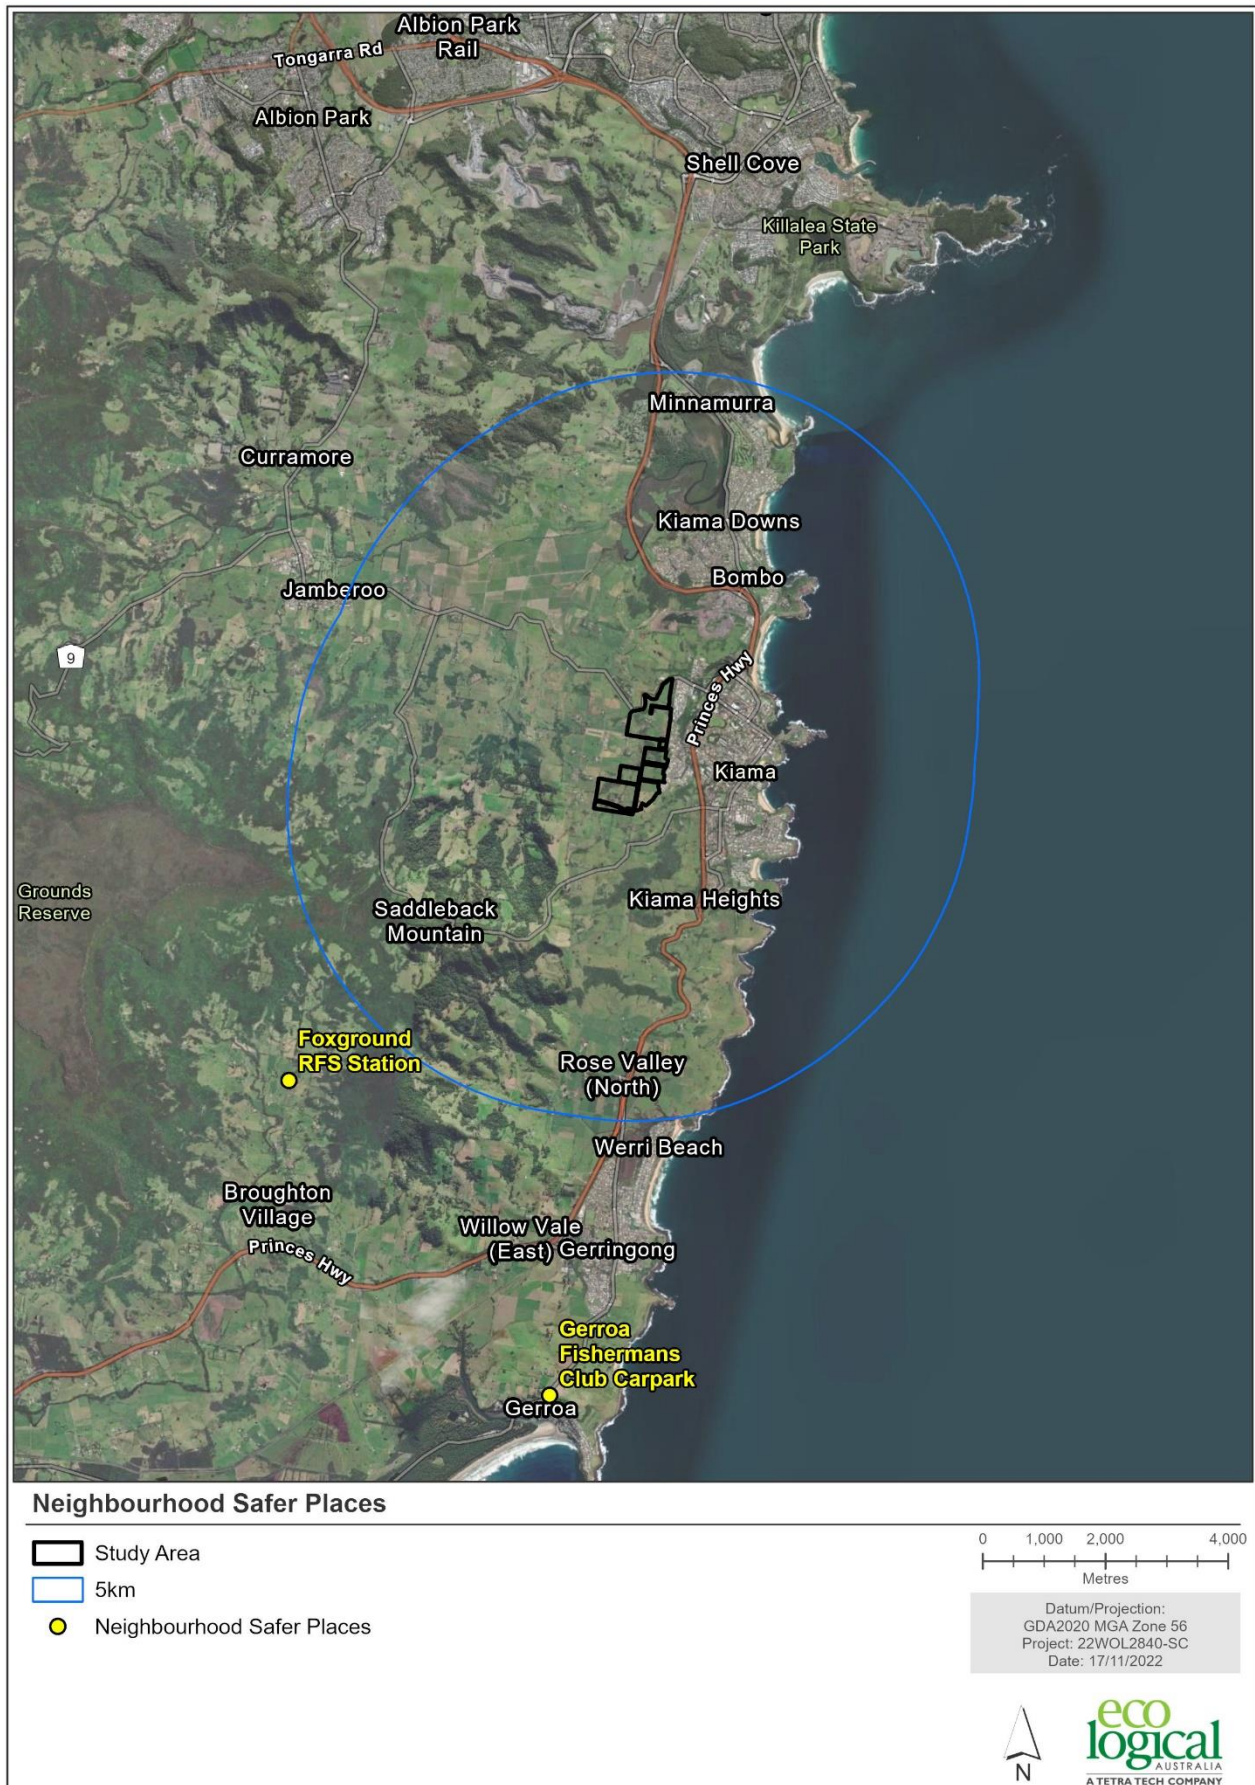 Albion Park
Rail
Tongarra Rd
Albion Park
Shell Cove
Killalea State
Park
Minnamurra
Curramore
Kiama Downs
Bombo
Jamberoo
9
Princes Hwy
Kiama
Grounds
Reserve
Kiama Heights
Saddleback
Mountain
Foxground
RFS Station
Rose Valley
(North)
Werri Beach
Broughton
Village
Willow Vale
(East)
Gerringong
Princes Hwy
Gerroa
Fishermans
Club Carpark
Gerroa
Neighbourhood Safer Places
Study Area
5km
Neighbourhood Safer Places
0 1,000 2,000 4,000
Metres
Datum/Projection:
GDA2020 MGA Zone 56
Project: 22WOL2840-SC
Date: 17/11/2022
N
eco
logical
AUSTRALIA
A TETRA TECH COMPANY